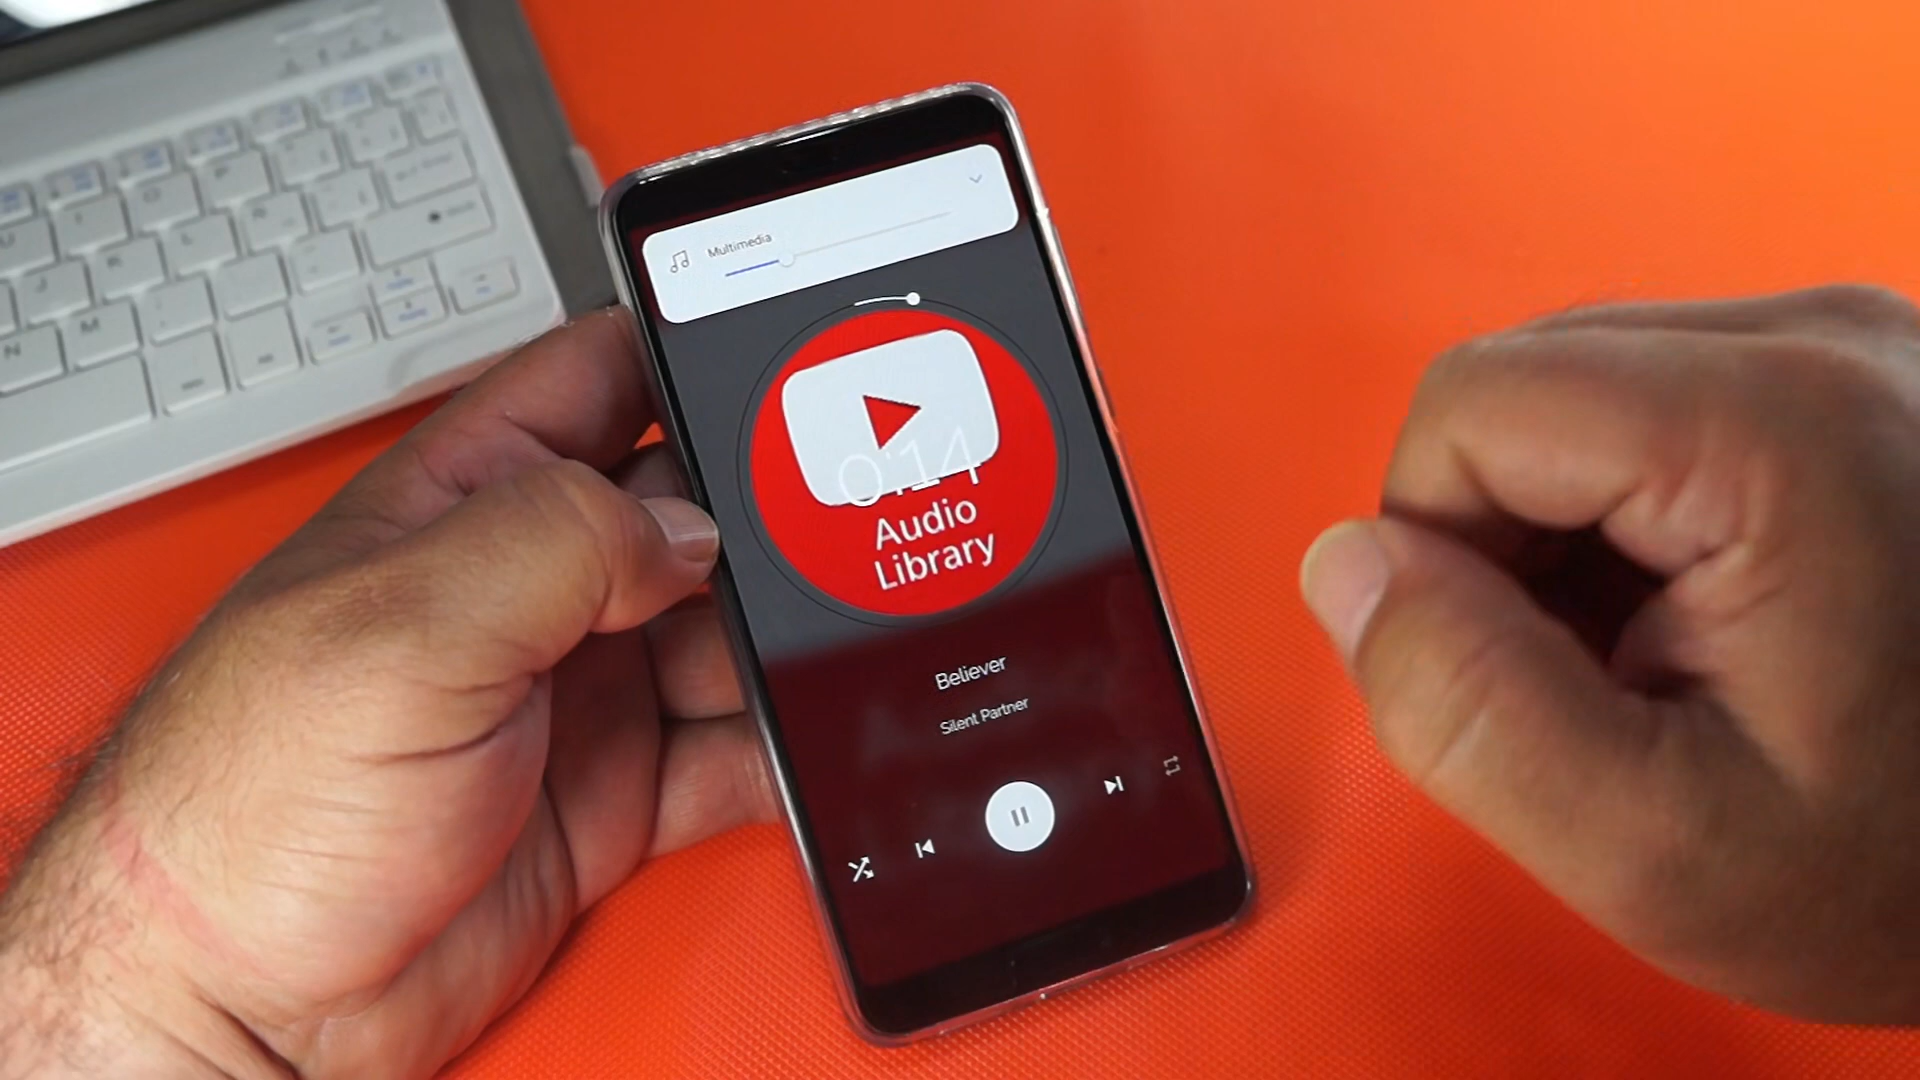 Multimedia
0:14
Audio
Library
Believer
Silent Partner
N
M